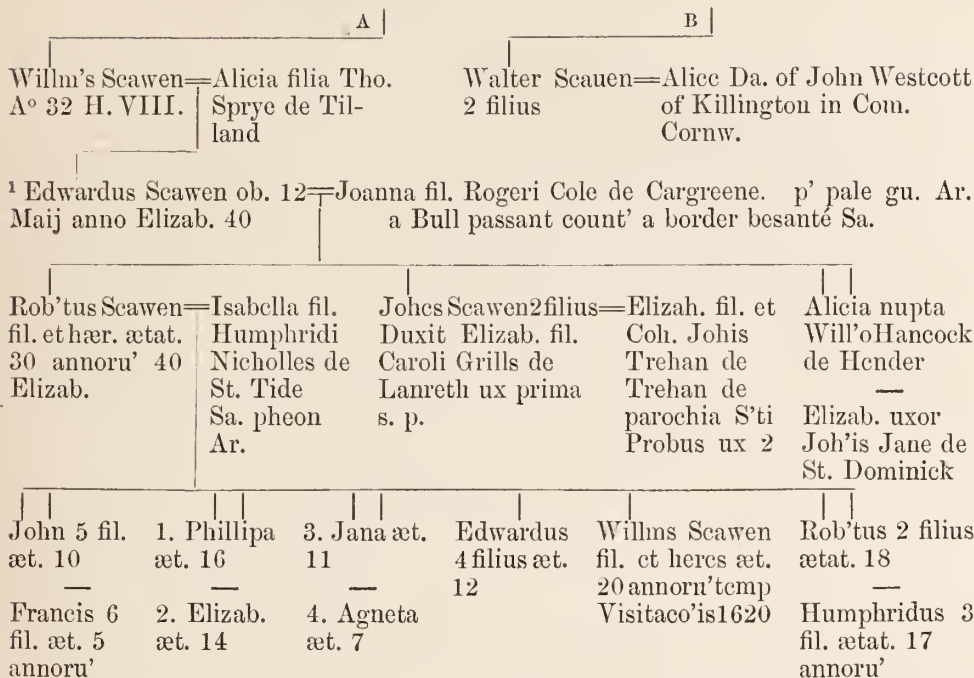 A
B
Willm's Scawen=Alicia filia Tho.
Aº 32 H. VIII. Sprye de Til-
land
Walter Scauen=Alice Da. of John Westcott
2 filius of Killington in Com.
Cornw.
¹ Edwardus Scawen ob. 12=Joanna fil. Rogeri Cole de Cargreene. p' pale gu. Ar.
Maij anno Elizab. 40 a Bull passant count' a border besanté Sa.
Rob'tus Scawen=
fil. et hær. ætat.
30 annoru' 40
Elizab.
Isabella fil.
Humphridi
Nicholles de
St. Tide
Sa. pheon
Ar.
Johes Scawen 2 filius=
Duxit Elizab. fil.
Caroli Grills de
Lanreth ux prima
s. p.
Elizab. fil. et
Coh. Johis
Trehan de
Trehan de
parochia S'ti
Probus ux 2
Alicia nupta
Will'o Hancock
de Hender
—
Elizab. uxor
Joh'is Jane de
St. Dominick
John 5 fil.
æt. 10
—
Francis 6
fil. æt. 5
annoru'
1. Phillipa
æt. 16
—
2. Elizab.
æt. 14
3. Jana æt.
11
—
4. Agneta
æt. 7
Edwardus
4 filius æt.
12
Willms Scawen
fil. et heres æt.
20 annoru' temp
Visitaco'is 1620
Rob'tus 2 filius
ætat. 18
—
Humphridus 3
fil. ætat. 17
annoru'